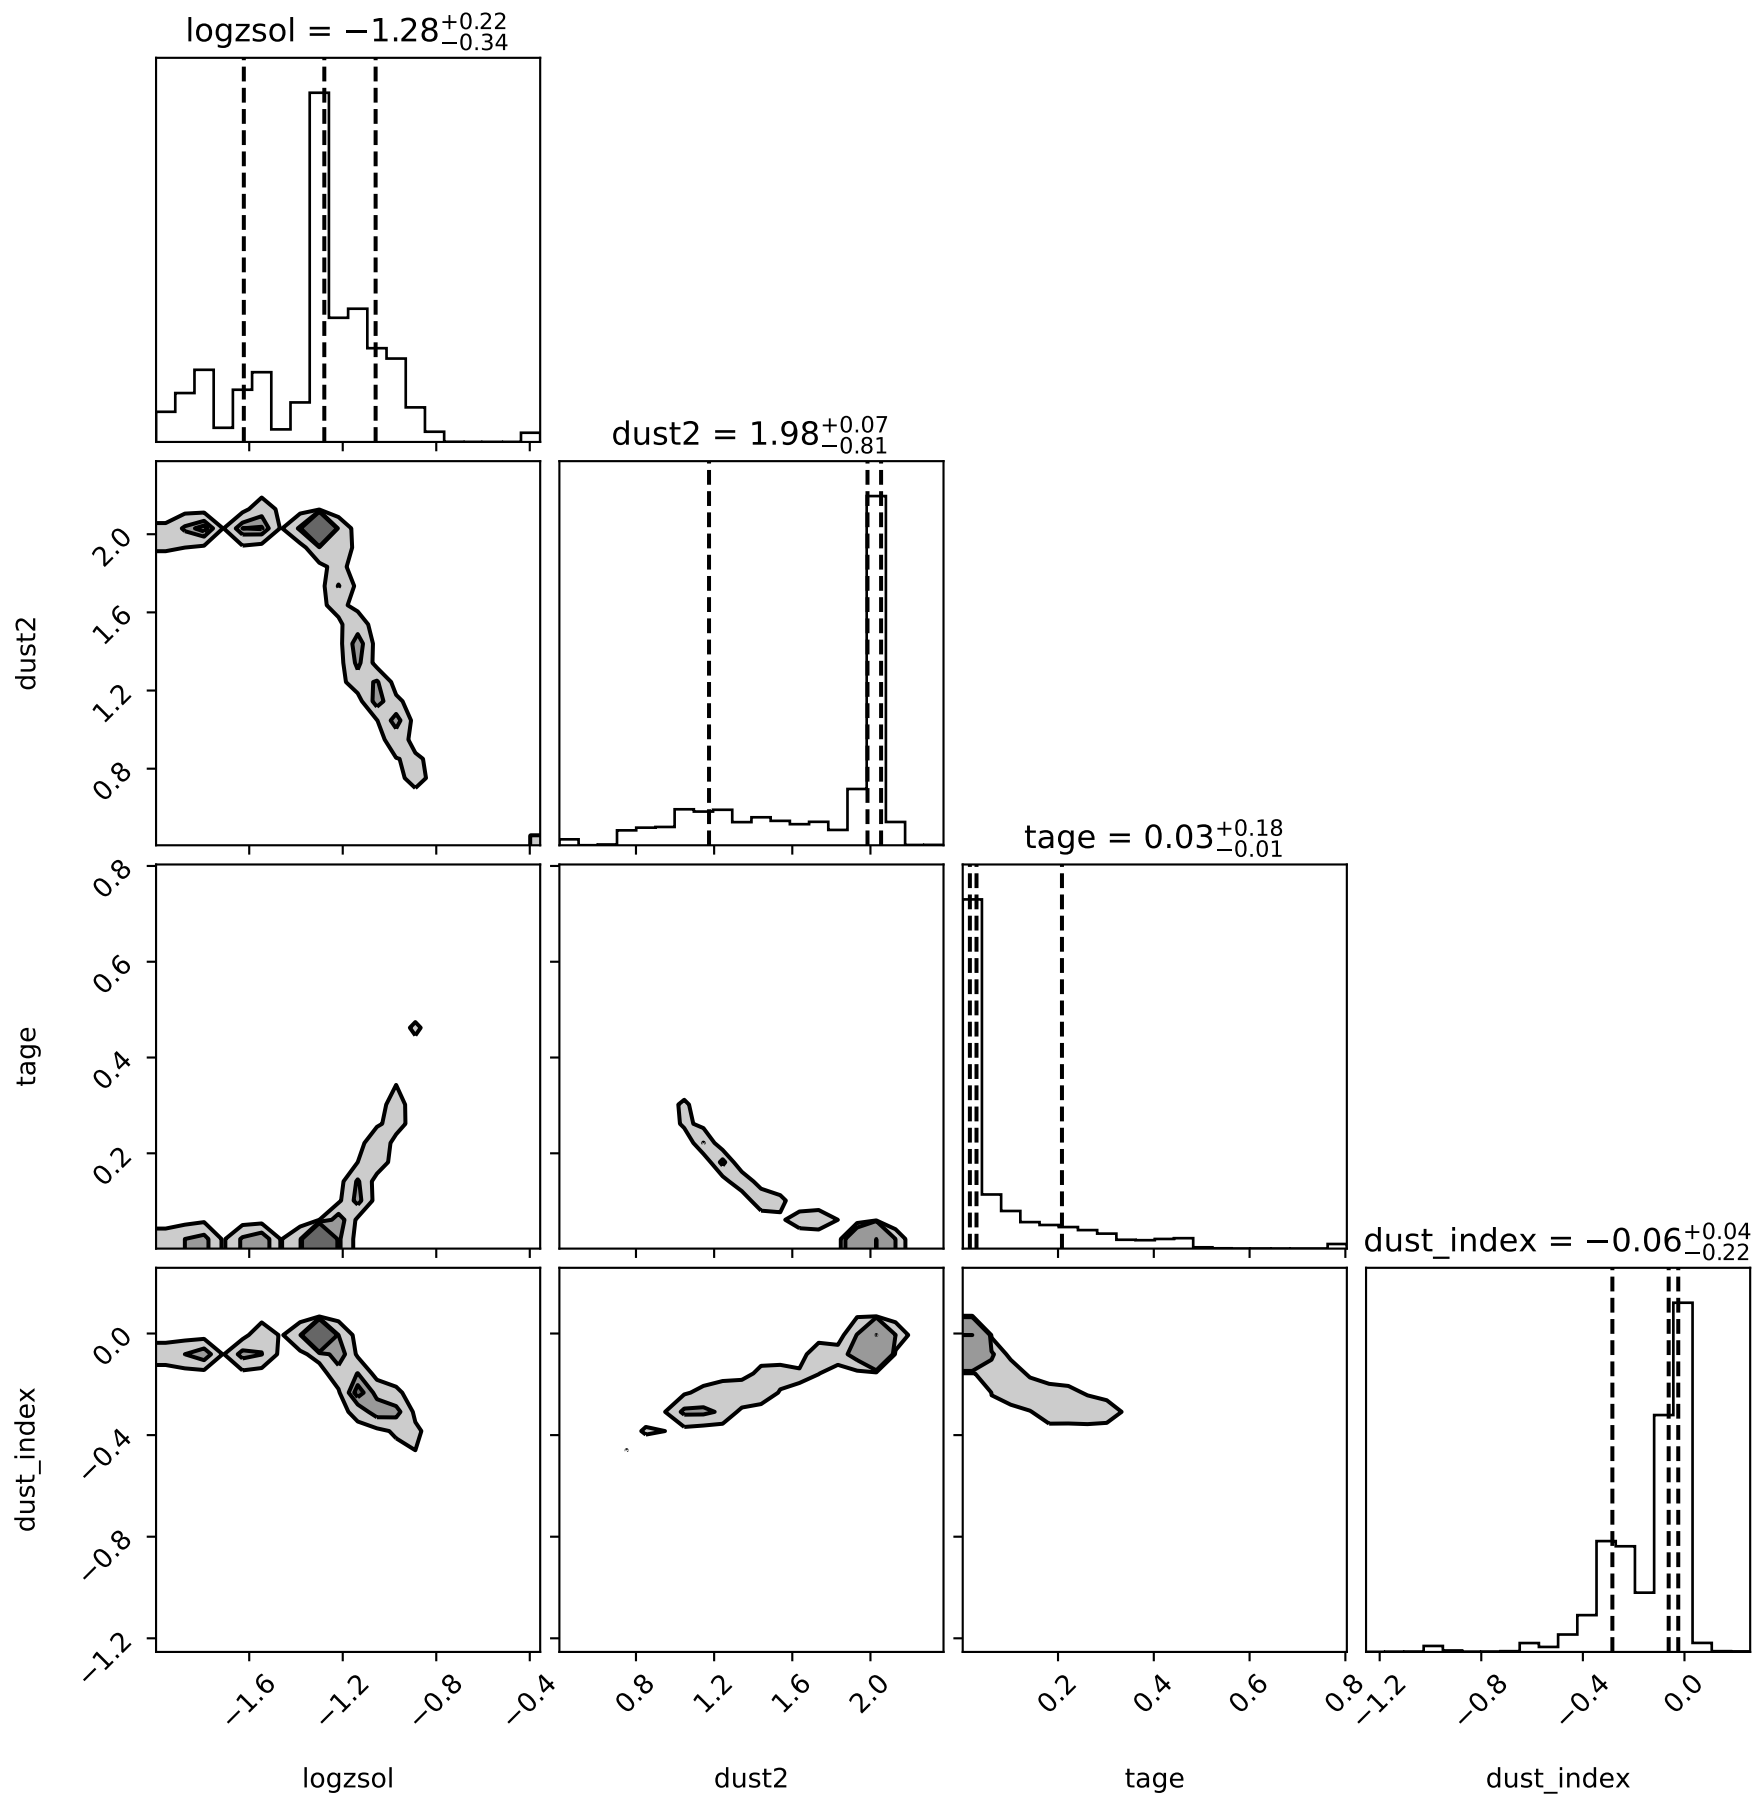 logzsol = −1.28+0.22 −0.34
dust2 = 1.98+0.07 −0.81
2.0
1.6
1.2
0.8
dust2
tage = 0.03+0.18 −0.01
0.8
0.6
0.4
0.2
tage
dust_index = −0.06+0.04 −0.22
0.0
−0.4
−0.8
−1.2
dust_index
−1.6 −1.2 −0.8 −0.4 0.8 1.2 1.6 2.0 0.2 0.4 0.6 0.8 −1.2 −0.8 −0.4 0.0
logzsol dust2 tage dust_index